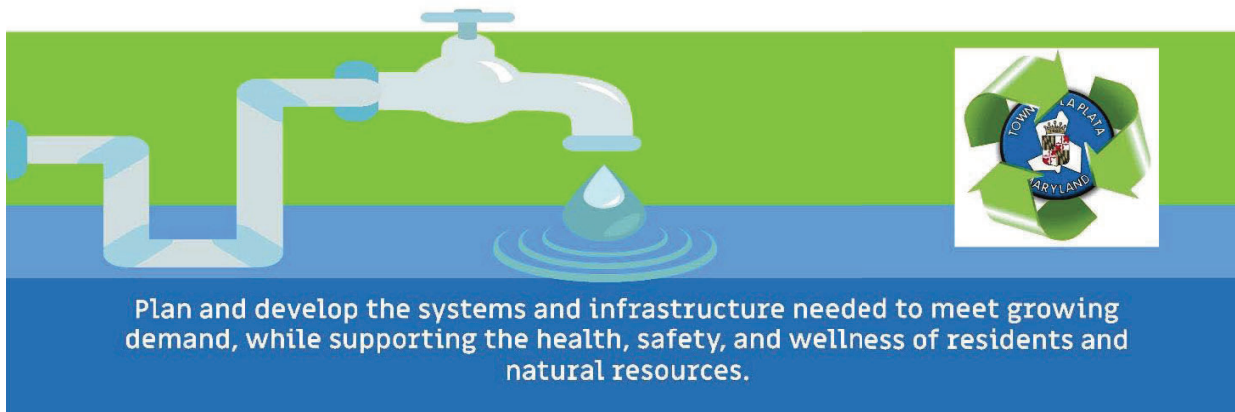 TOWN
LA PLATA
MARYLAND
Plan and develop the systems and infrastructure needed to meet growing
demand, while supporting the health, safety, and wellness of residents and
natural resources.